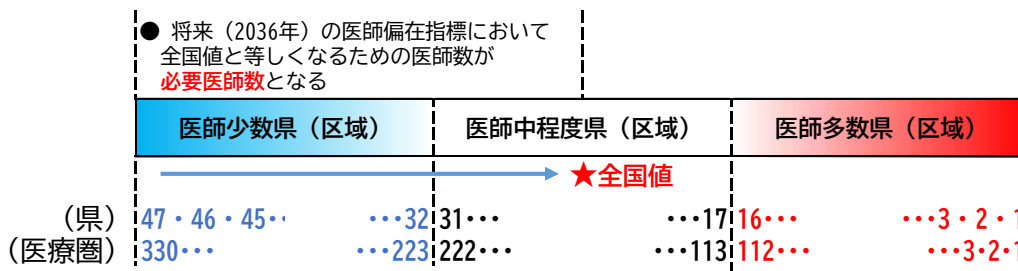 ● 将来（2036年）の医師偏在指標において
全国値と等しくなるための医師数が
必要医師数となる
医師少数県（区域） 医師中程度県（区域） 医師多数県（区域）
★全国値
（県） 47・46・45・・ ・・・32 31・・・ ・・・17 16・・・ ・・・3・2・1
（医療圏） 330・・・ ・・・223 222・・・ ・・・113 112・・・ ・・・3・2・1